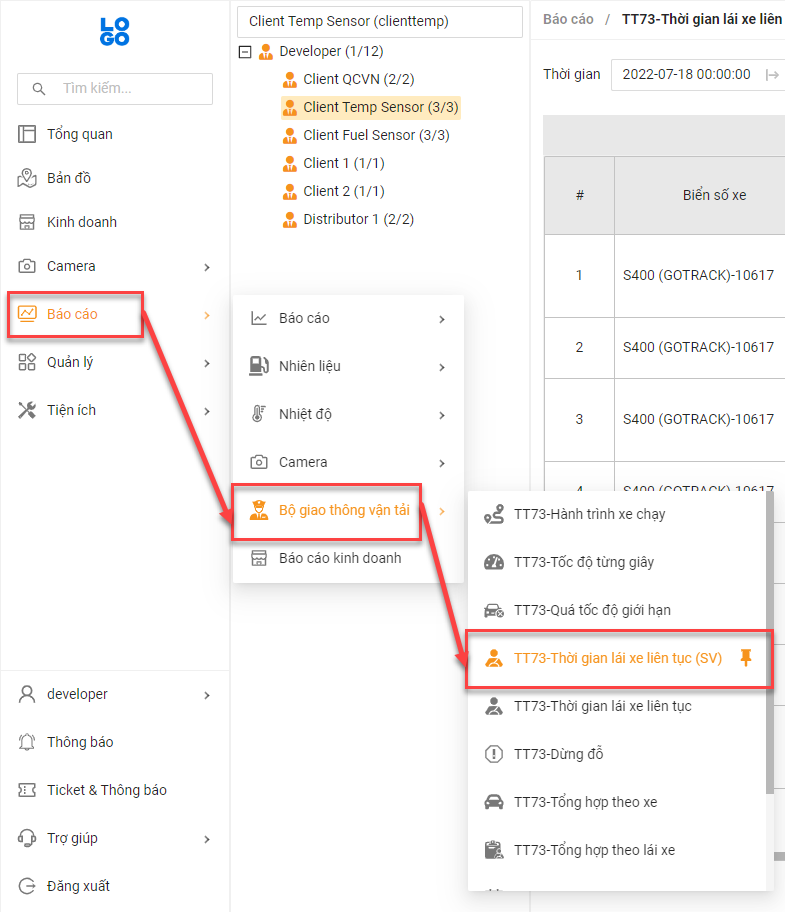 LO
GO
Tìm kiếm...
Tổng quan
Bản đồ
Kinh doanh
Camera
Báo cáo
Quản lý
Tiện ích
developer
Thông báo
Ticket & Thông báo
Trợ giúp
Đăng xuất
Client Temp Sensor (clienttemp)
Developer (1/12)
Client QCVN (2/2)
Client Temp Sensor (3/3)
Client Fuel Sensor (3/3)
Client 1 (1/1)
Client 2 (1/1)
Distributor 1 (2/2)
Báo cáo
Nhiên liệu
Nhiệt độ
Camera
Bộ giao thông vận tải
Báo cáo kinh doanh
TT73-Hành trình xe chạy
TT73-Tốc độ từng giây
TT73-Quá tốc độ giới hạn
TT73-Thời gian lái xe liên tục (SV)
TT73-Thời gian lái xe liên tục
TT73-Dừng đỗ
TT73-Tổng hợp theo xe
TT73-Tổng hợp theo lái xe
Báo cáo / TT73-Thời gian lái xe liên
Thời gian 2022-07-18 00:00:00
# Biển số xe
1 S400 (GOTRACK)-10617
2 S400 (GOTRACK)-10617
3 S400 (GOTRACK)-10617
4 S400 (GOTRACK)-10617